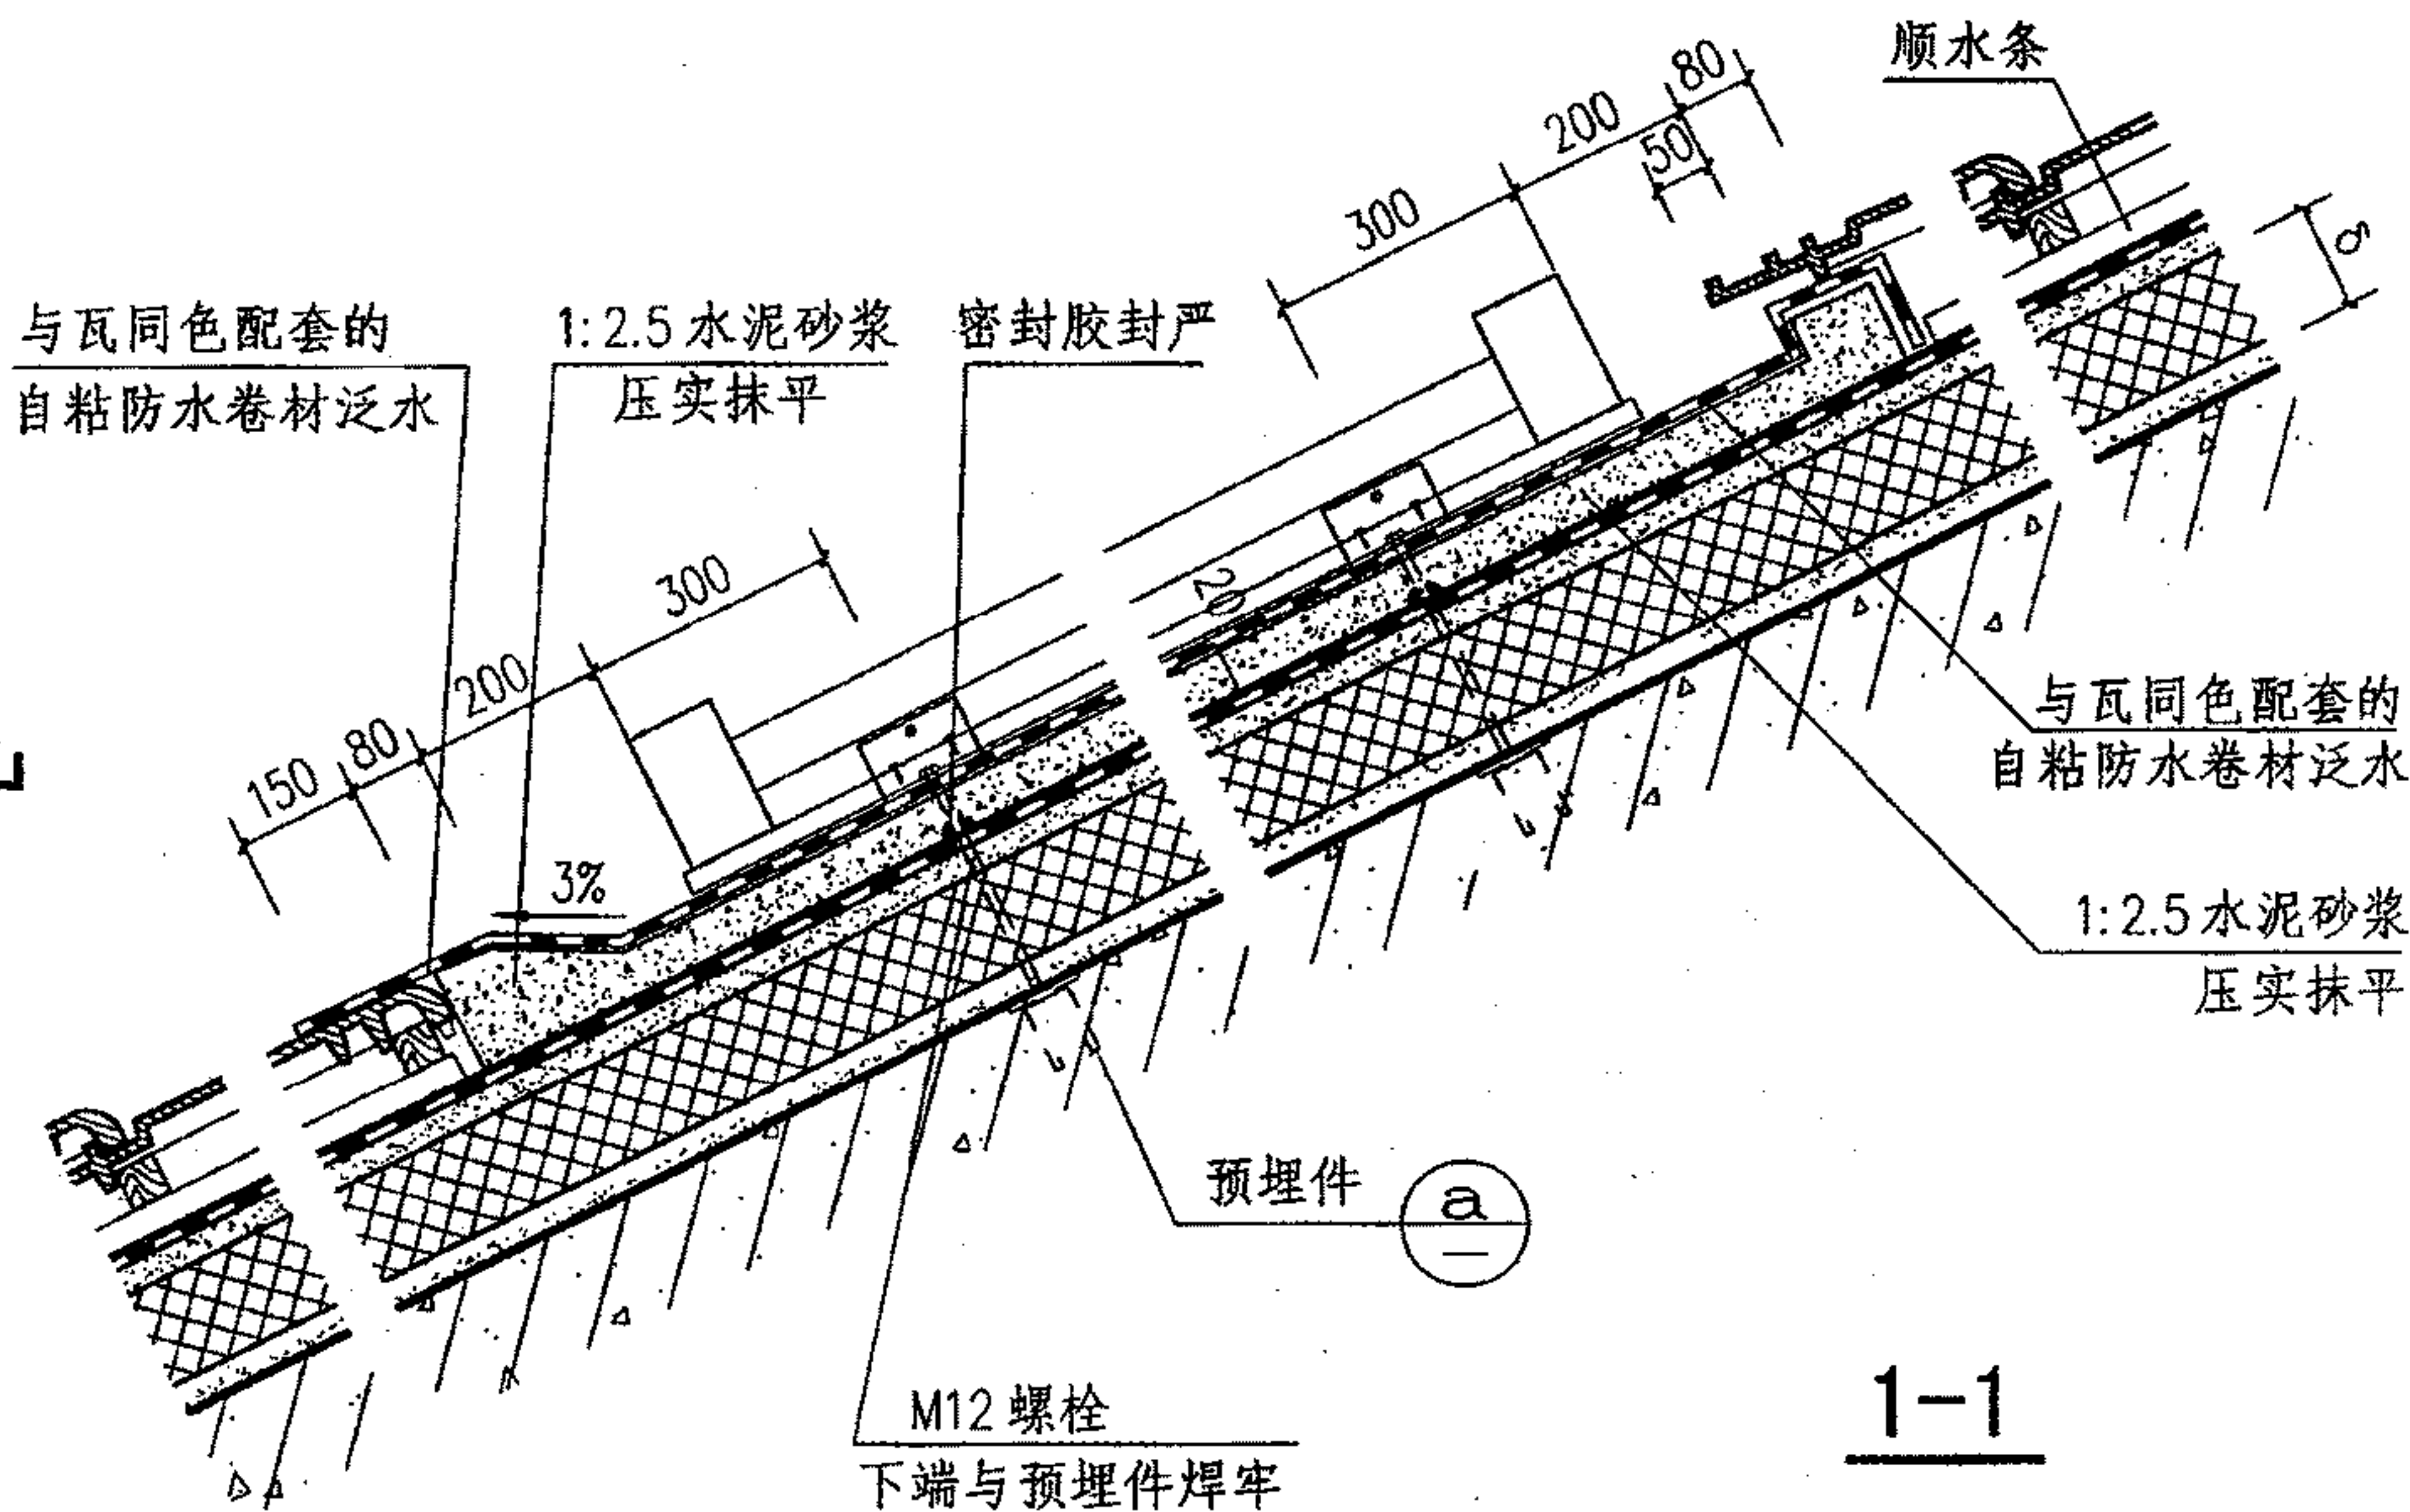 顺水条
80
200
50
300
δ
与瓦同色配套的
自粘防水卷材泛水
1:2.5水泥砂浆
压实抹平
密封胶封严
300
200
80
150
20
3%
与瓦同色配套的
自粘防水卷材泛水
1:2.5水泥砂浆
压实抹平
预埋件
a
M12螺栓
下端与预埋件焊牢
1-1